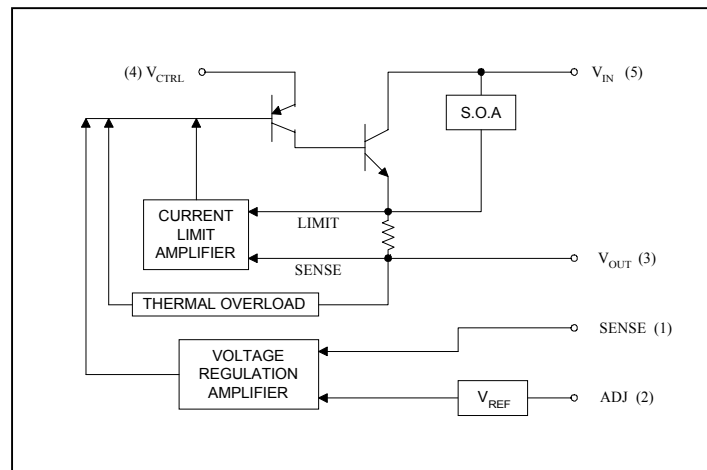 (4) VCTRL
VIN (5)
S.O.A
CURRENT
LIMIT
AMPLIFIER
LIMIT
SENSE
VOUT (3)
THERMAL OVERLOAD
SENSE (1)
VOLTAGE
REGULATION
AMPLIFIER
VREF
ADJ (2)